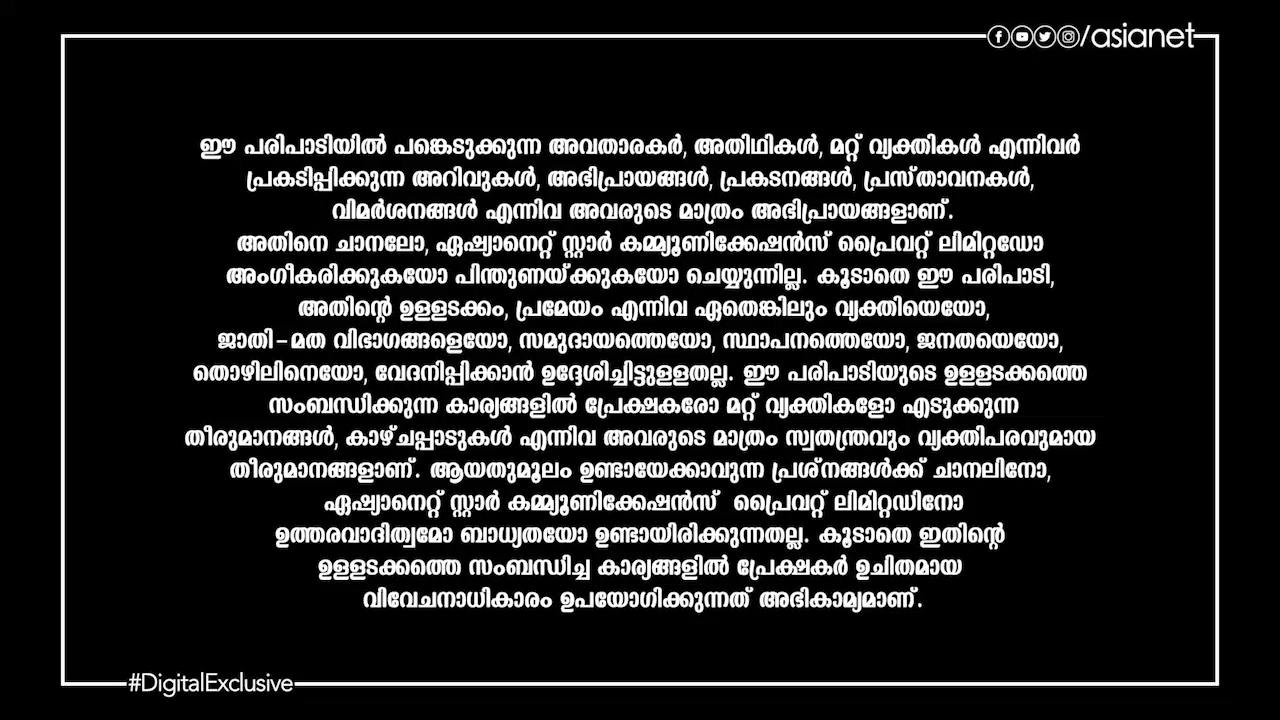 /asianet
ഈ പരിപാടിയിൽ പങ്കെടുക്കുന്ന അവതാരകർ, അതിഥികൾ, മറ്റ് വ്യക്തികൾ എന്നിവർ
പ്രകടിപ്പിക്കുന്ന അറിവുകൾ, അഭിപ്രായങ്ങൾ, പ്രകടനങ്ങൾ, പ്രസ്താവനകൾ,
വിമർശനങ്ങൾ എന്നിവ അവരുടെ മാത്രം അഭിപ്രായങ്ങളാണ്.
അതിനെ ചാനലോ, ഏഷ്യാനെറ്റ് സ്റ്റാർ കമ്മ്യൂണിക്കേഷൻസ് പ്രൈവറ്റ് ലിമിറ്റഡോ
അംഗീകരിക്കുകയോ പിന്തുണയ്ക്കുകയോ ചെയ്യുന്നില്ല. കൂടാതെ ഈ പരിപാടി,
അതിന്റെ ഉള്ളടക്കം, പ്രമേയം എന്നിവ ഏതെങ്കിലും വ്യക്തിയെയോ,
ജാതി-മത വിഭാഗങ്ങളെയോ, സമുദായത്തെയോ, സ്ഥാപനത്തെയോ, ജനതയെയോ,
തൊഴിലിനെയോ, വേദനിപ്പിക്കാൻ ഉദ്ദേശിച്ചിട്ടുള്ളതല്ല. ഈ പരിപാടിയുടെ ഉള്ളടക്കത്തെ
സംബന്ധിക്കുന്ന കാര്യങ്ങളിൽ പ്രേക്ഷകരോ മറ്റ് വ്യക്തികളോ എടുക്കുന്ന
തീരുമാനങ്ങൾ, കാഴ്ചപ്പാടുകൾ എന്നിവ അവരുടെ മാത്രം സ്വതന്ത്രവും വ്യക്തിപരവുമായ
തീരുമാനങ്ങളാണ്. ആയതുമൂലം ഉണ്ടായേക്കാവുന്ന പ്രശ്നങ്ങൾക്ക് ചാനലിനോ,
ഏഷ്യാനെറ്റ് സ്റ്റാർ കമ്മ്യൂണിക്കേഷൻസ് പ്രൈവറ്റ് ലിമിറ്റഡിനോ
ഉത്തരവാദിത്വമോ ബാധ്യതയോ ഉണ്ടായിരിക്കുന്നതല്ല. കൂടാതെ ഇതിന്റെ
ഉള്ളടക്കത്തെ സംബന്ധിച്ച കാര്യങ്ങളിൽ പ്രേക്ഷകർ ഉചിതമായ
വിവേചനാധികാരം ഉപയോഗിക്കുന്നത് അഭികാമ്യമാണ്.
#DigitalExclusive